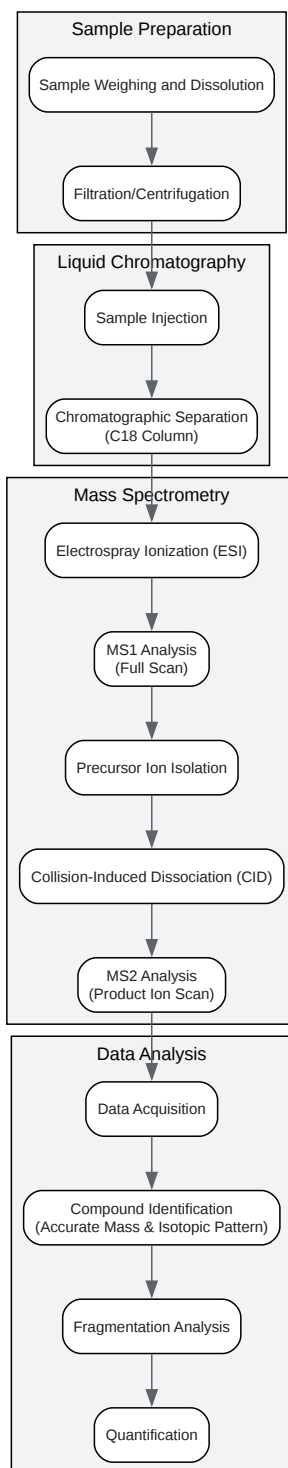 Sample Preparation
Sample Weighing and Dissolution
Filtration/Centrifugation
Liquid Chromatography
Sample Injection
Chromatographic Separation
(C18 Column)
Mass Spectrometry
Electrospray Ionization (ESI)
MS1 Analysis
(Full Scan)
Precursor Ion Isolation
Collision-Induced Dissociation (CID)
MS2 Analysis
(Product Ion Scan)
Data Analysis
Data Acquisition
Compound Identification
(Accurate Mass & Isotopic Pattern)
Fragmentation Analysis
Quantification